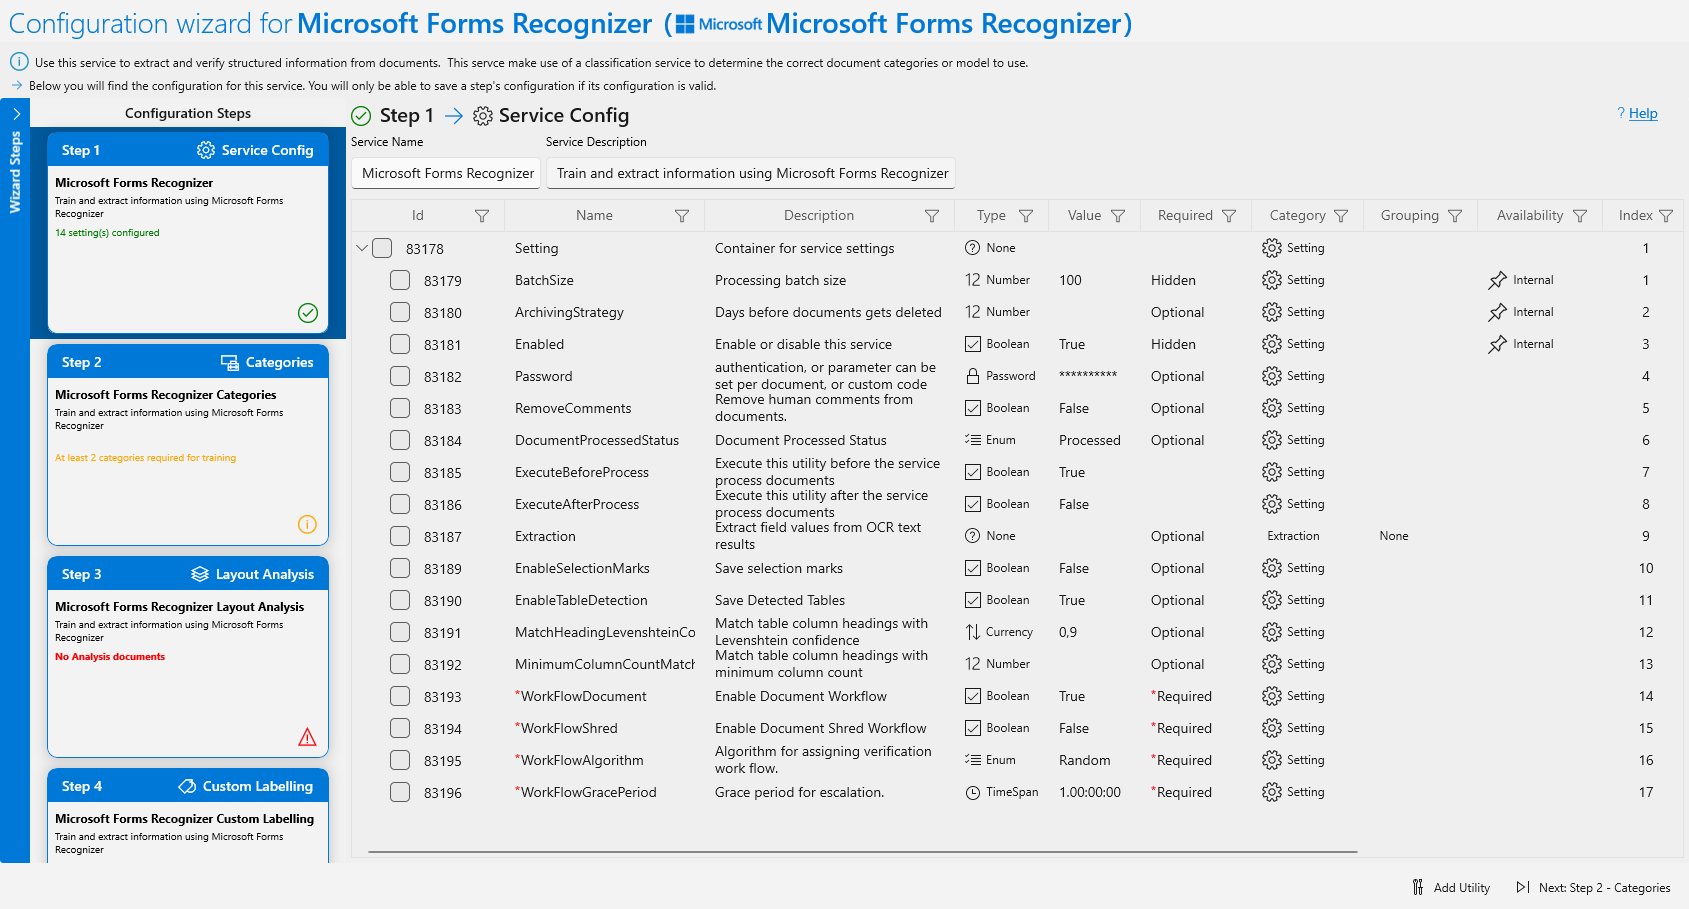 Configuration wizard for Microsoft Forms Recognizer ( Microsoft Microsoft Forms Recognizer)
Use this service to extract and verify structured information from documents. This servce make use of a classification service to determine the correct document categories or model to use.
Below you will find the configuration for this service. You will only be able to save a step's configuration if its configuration is valid.
Wizard Steps
Configuration Steps
Step 1 Service Config
Microsoft Forms Recognizer
Train and extract information using Microsoft Forms
Recognizer
14 setting(s) configured
Step 2 Categories
Microsoft Forms Recognizer Categories
Train and extract information using Microsoft Forms
Recognizer
At least 2 categories required for training
Step 3 Layout Analysis
Microsoft Forms Recognizer Layout Analysis
Train and extract information using Microsoft Forms
Recognizer
No Analysis documents
Step 4 Custom Labelling
Microsoft Forms Recognizer Custom Labelling
Train and extract information using Microsoft Forms
Recognizer
Step 1 → Service Config
? Help
Service Name Service Description
Microsoft Forms Recognizer Train and extract information using Microsoft Forms Recognizer
Id Name Description Type Value Required Category Grouping Availability Index
83178 Setting Container for service settings None Setting 1
83179 BatchSize Processing batch size 12 Number 100 Hidden Setting Internal 1
83180 ArchivingStrategy Days before documents gets deleted 12 Number Optional Setting Internal 2
83181 Enabled Enable or disable this service Boolean True Hidden Setting Internal 3
83182 Password authentication, or parameter can be set per document, or custom code Password ********** Optional Setting 4
83183 RemoveComments Remove human comments from documents. Boolean False Optional Setting 5
83184 DocumentProcessedStatus Document Processed Status Enum Processed Optional Setting 6
83185 ExecuteBeforeProcess Execute this utility before the service process documents Boolean True Setting 7
83186 ExecuteAfterProcess Execute this utility after the service process documents Boolean False Setting 8
83187 Extraction Extract field values from OCR text results None Optional Extraction None 9
83189 EnableSelectionMarks Save selection marks Boolean False Optional Setting 10
83190 EnableTableDetection Save Detected Tables Boolean True Optional Setting 11
83191 MatchHeadingLevenshteinCo Match table column headings with Levenshtein confidence Currency 0,9 Optional Setting 12
83192 MinimumColumnCountMatch Match table column headings with minimum column count 12 Number Optional Setting 13
83193 *WorkFlowDocument Enable Document Workflow Boolean True *Required Setting 14
83194 *WorkFlowShred Enable Document Shred Workflow Boolean False *Required Setting 15
83195 *WorkFlowAlgorithm Algorithm for assigning verification work flow. Enum Random *Required Setting 16
83196 *WorkFlowGracePeriod Grace period for escalation. TimeSpan 1.00:00:00 *Required Setting 17
Add Utility Next: Step 2 - Categories